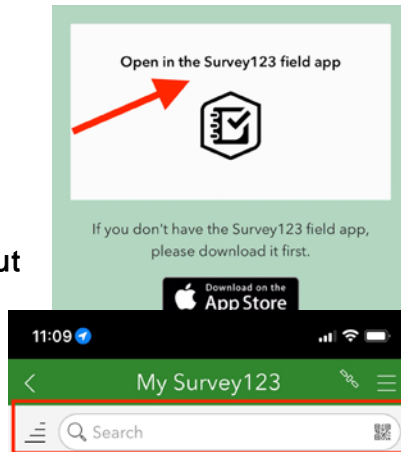 Open in the Survey123 field app
If you don't have the Survey123 field app,
please download it first.
ut
Download on the
App Store
11:09
My Survey123
Search